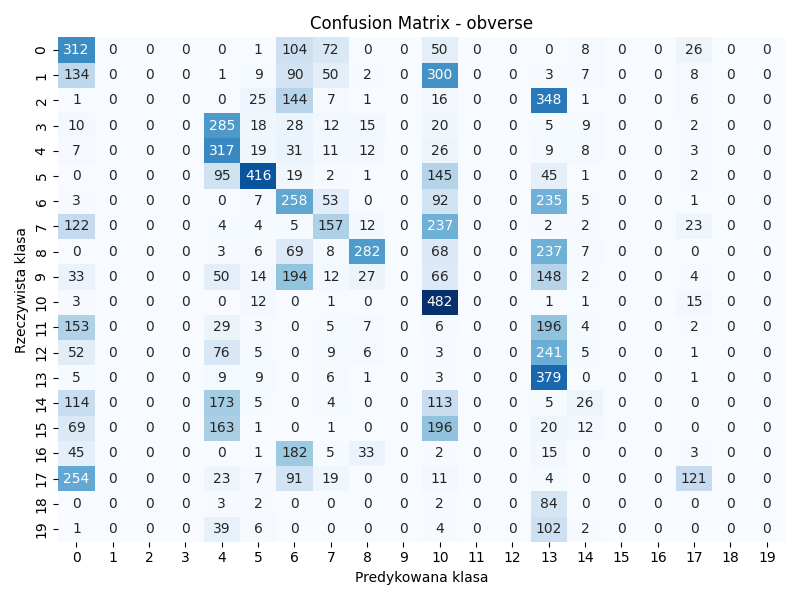 Confusion Matrix - obverse
Rzeczywista klasa
0 312 0 0 0 0 1 104 72 0 0 50 0 0 0 8 0 0 26 0 0
1 134 0 0 0 1 9 90 50 2 0 300 0 0 3 7 0 0 8 0 0
2 1 0 0 0 0 25 144 7 1 0 16 0 0 348 1 0 0 6 0 0
3 10 0 0 0 285 18 28 12 15 0 20 0 0 5 9 0 0 2 0 0
4 7 0 0 0 317 19 31 11 12 0 26 0 0 9 8 0 0 3 0 0
5 0 0 0 0 95 416 19 2 1 0 145 0 0 45 1 0 0 2 0 0
6 3 0 0 0 0 7 258 53 0 0 92 0 0 235 5 0 0 1 0 0
7 122 0 0 0 4 4 5 157 12 0 237 0 0 2 2 0 0 23 0 0
8 0 0 0 0 3 6 69 8 282 0 68 0 0 237 7 0 0 0 0 0
9 33 0 0 0 50 14 194 12 27 0 66 0 0 148 2 0 0 4 0 0
10 3 0 0 0 0 12 0 1 0 0 482 0 0 1 1 0 0 15 0 0
11 153 0 0 0 29 3 0 5 7 0 6 0 0 196 4 0 0 2 0 0
12 52 0 0 0 76 5 0 9 6 0 3 0 0 241 5 0 0 1 0 0
13 5 0 0 0 9 9 0 6 1 0 3 0 0 379 0 0 0 1 0 0
14 114 0 0 0 173 5 0 4 0 0 113 0 0 5 26 0 0 0 0 0
15 69 0 0 0 163 1 0 1 0 0 196 0 0 20 12 0 0 0 0 0
16 45 0 0 0 0 1 182 5 33 0 2 0 0 15 0 0 0 3 0 0
17 254 0 0 0 23 7 91 19 0 0 11 0 0 4 0 0 0 121 0 0
18 0 0 0 0 3 2 0 0 0 0 2 0 0 84 0 0 0 0 0 0
19 1 0 0 0 39 6 0 0 0 0 4 0 0 102 2 0 0 0 0 0
0 1 2 3 4 5 6 7 8 9 10 11 12 13 14 15 16 17 18 19
Predykowana klasa